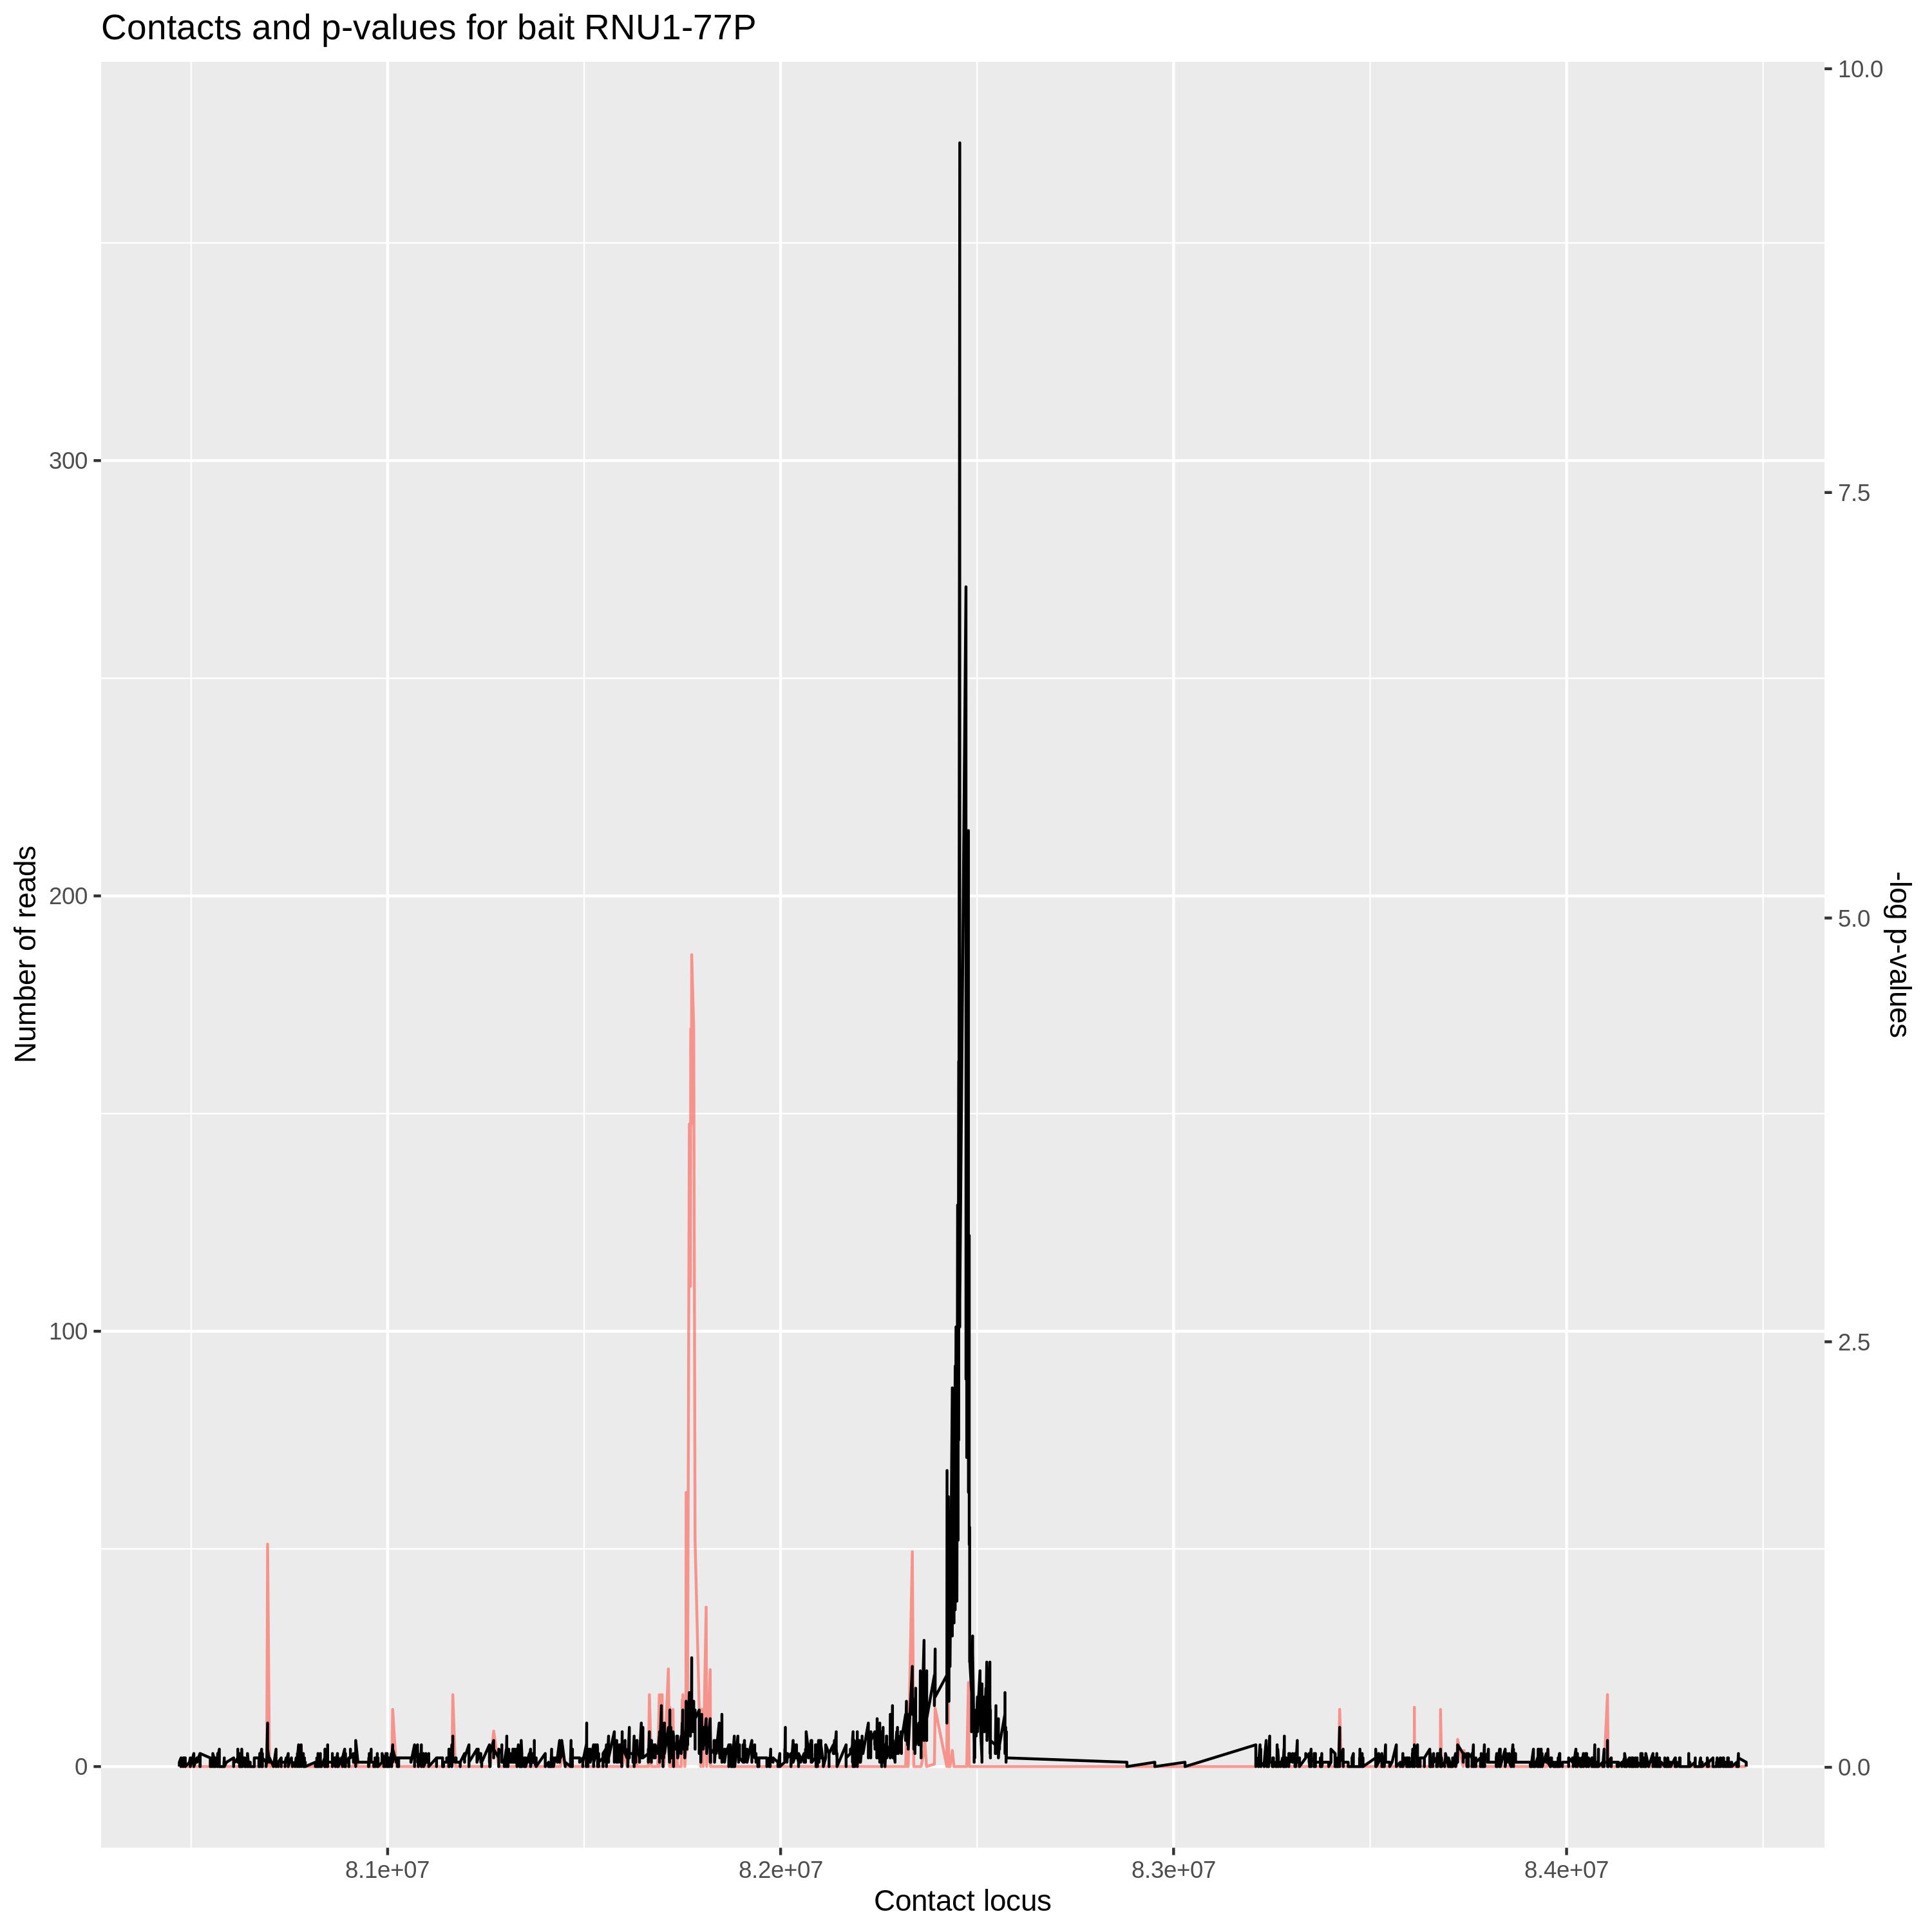 Contacts and p-values for bait RNU1-77P
Number of reads
300
200
100
0
10.0
7.5
5.0
2.5
0.0
-log p-values
8.1e+07
8.2e+07
8.3e+07
8.4e+07
Contact locus